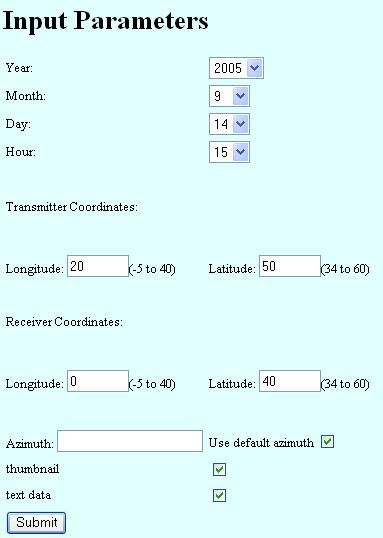 Input Parameters
Year: 2005
Month: 9
Day: 14
Hour: 15
Transmitter Coordinates:
Longitude: 20 (-5 to 40) Latitude: 50 (34 to 60)
Receiver Coordinates:
Longitude: 0 (-5 to 40) Latitude: 40 (34 to 60)
Azimuth: Use default azimuth
thumbnail
text data
Submit